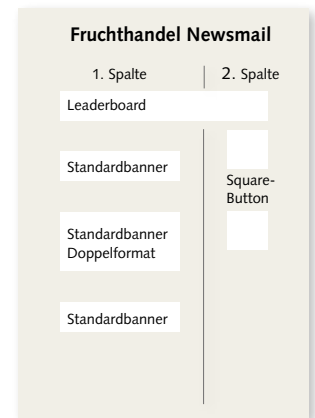 Fruchthandel Newsmail
1. Spalte
2. Spalte
Leaderboard
Standardbanner
Square-
Button
Standardbanner
Doppelformat
Standardbanner